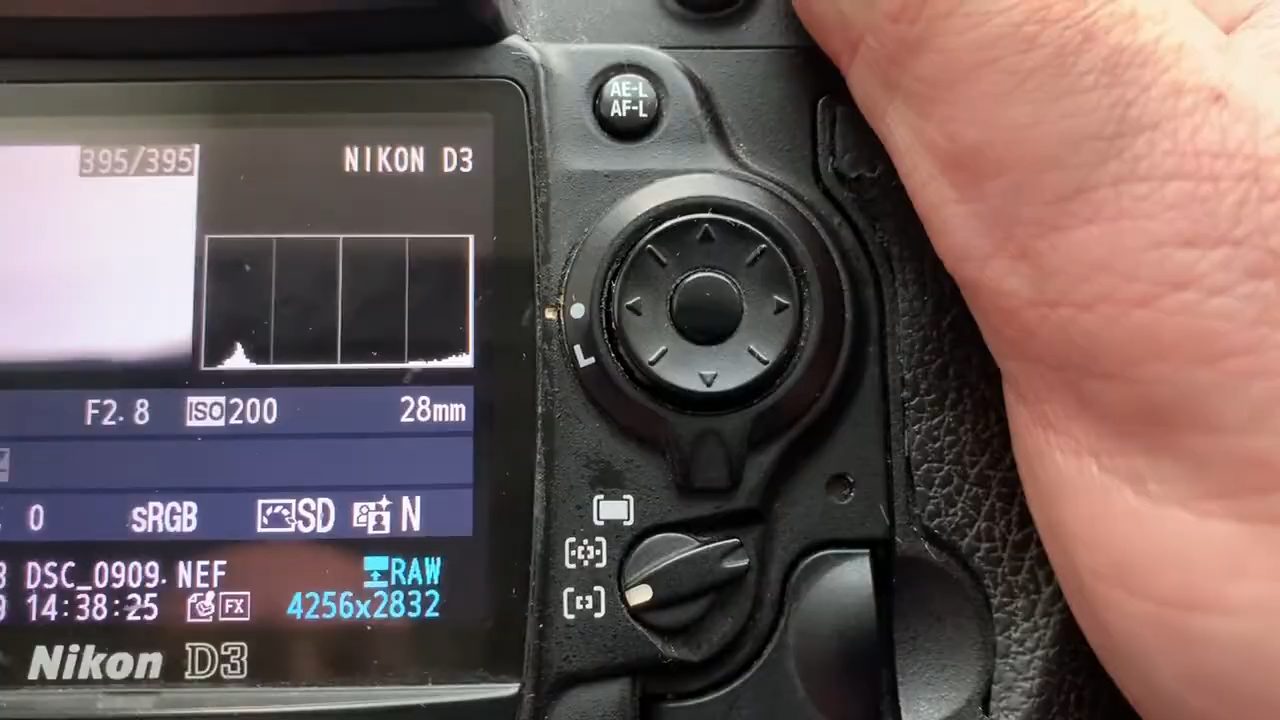 AE-L
AF-L
395/395
NIKON D3
L
F2.8 ISO 200 28mm
0 sRGB SD N
DSC_0909.NEF RAW
14:38:25 FX 4256x2832
Nikon D3